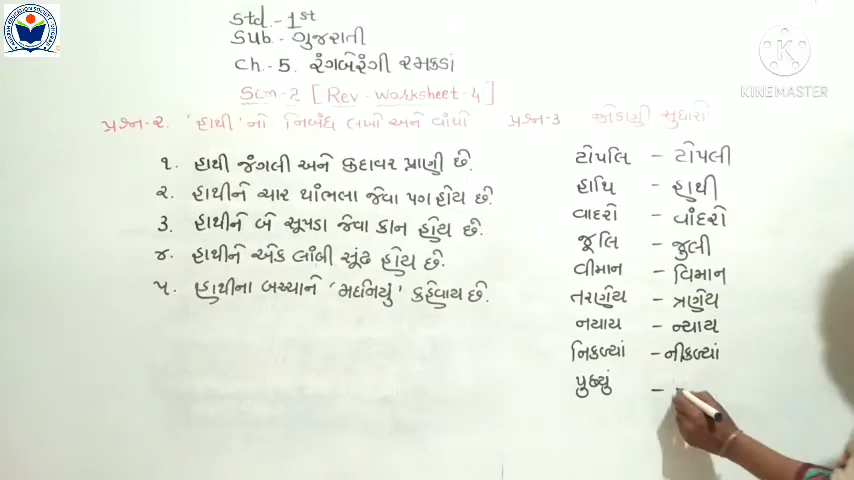 Std.-1st
Sub.- ગુજરાતી
Ch.-5. રંગબેરંગી રમકડાં
Sem-2 [Rev-Worksheet-4]
પ્રશ્ન-૨. 'હાથી'નો નિબંધ લખો અને વાંચો
૧. હાથી જંગલી અને કદાવર પ્રાણી છે.
૨. હાથીને ચાર થાંભલા જેવા પગ હોય છે.
૩. હાથીને બે સૂપડા જેવા કાન હોય છે.
૪. હાથીને એક લાંબી સૂંઢ હોય છે.
૫. હાથીના બચ્ચાને 'મદનિયું' કહેવાય છે.
પ્રશ્ન-૩ જોડણી સુધારો.
ટોપલિ - ટોપલી
હાથિ - હાથી
વાદરો - વાંદરો
જૂલિ - જુલી
વીમાન - વિમાન
તરણેય - ત્રણેય
નયાય - ન્યાય
નિકળ્યાં - નીકળ્યાં
પુછ્યું -
KINEMASTER